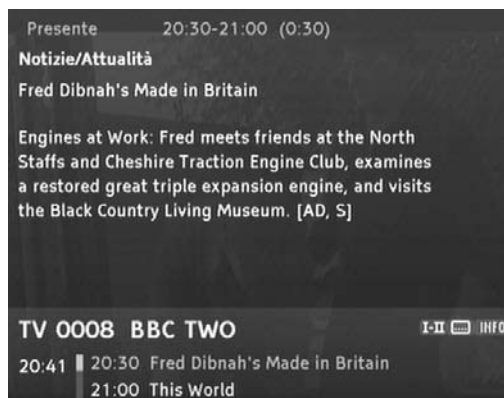 Presente 20:30-21:00 (0:30)
Notizie/Attualità
Fred Dibnah's Made in Britain
Engines at Work: Fred meets friends at the North
Staffs and Cheshire Traction Engine Club, examines
a restored great triple expansion engine, and visits
the Black Country Living Museum. [AD, S]
TV 0008 BBC TWO I-II INFO
20:41 20:30 Fred Dibnah's Made in Britain
21:00 This World